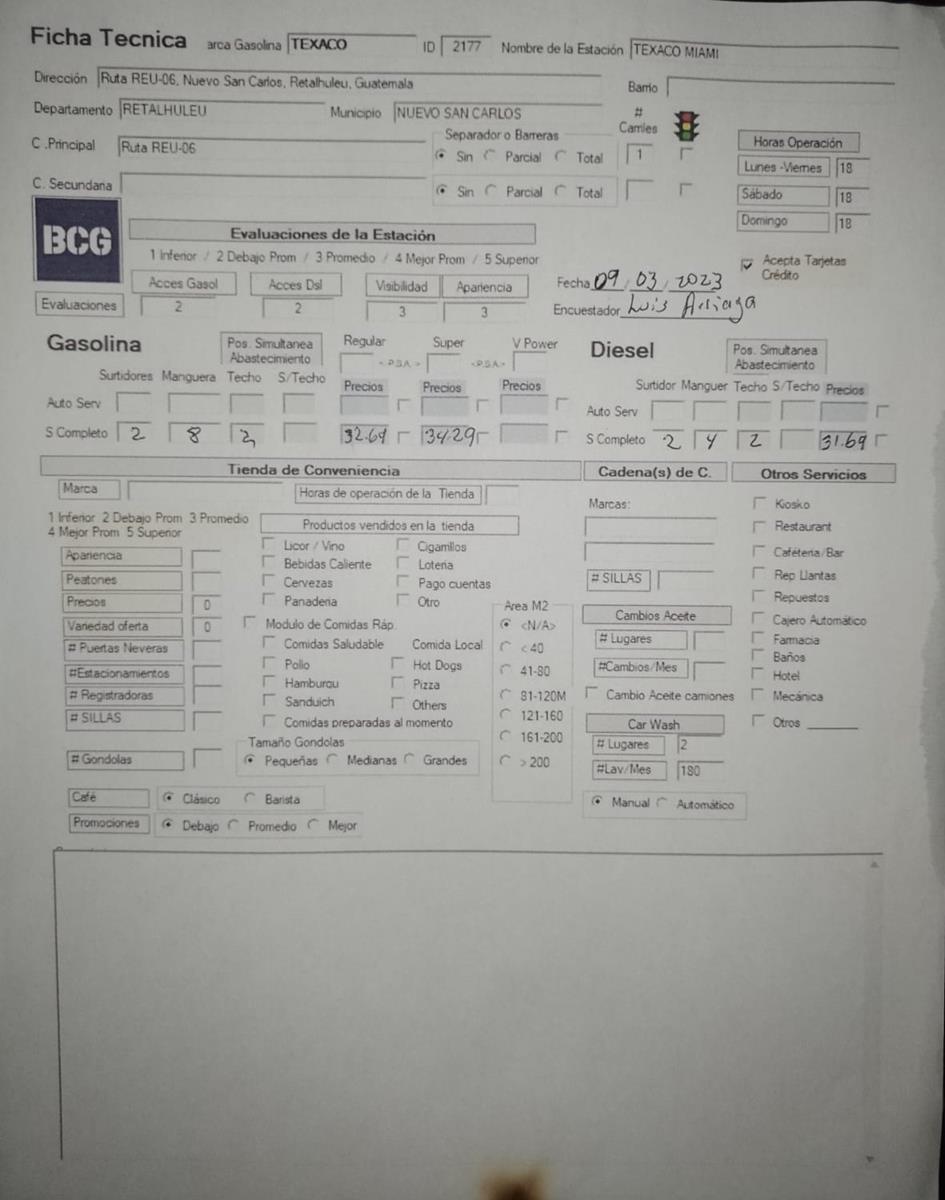 Ficha Tecnica arca Gasolina TEXACO ID 2177 Nombre de la Estación TEXACO MIAMI
Dirección Ruta REU-06, Nuevo San Carlos, Retalhuleu, Guatemala Barrio
Departamento RETALHULEU Municipio NUEVO SAN CARLOS # Carriles
Separador o Barreras
C .Principal Ruta REU-06 Sin Parcial Total 1
C. Secundaria Sin Parcial Total
Horas Operación
Lunes -Viernes 18
Sábado 18
Domingo 18
BCG
Evaluaciones de la Estación
1 Inferior / 2 Debajo Prom / 3 Promedio / 4 Mejor Prom / 5 Superior
Acepta Tarjetas Crédito
Acces Gasol Acces Dsl Visibilidad Apariencia
Evaluaciones 2 2 3 3
Fecha 09 / 03 / 2023
Encuestador Luis Arriaga
Gasolina Pos. Simultanea Abastecimiento Regular Super V Power
<-P.S.A-> <-P.S.A->
Surtidores Manguera Techo S/Techo Precios Precios Precios
Auto Serv
S Completo 2 8 2 32.69 34.29
Diesel Pos. Simultanea Abastecimiento
Surtidor Manguer Techo S/Techo Precios
Auto Serv
S Completo 2 4 2 31.69
Tienda de Conveniencia
Marca Horas de operación de la Tienda
1 Inferior 2 Debajo Prom 3 Promedio
4 Mejor Prom 5 Superior
Apariencia
Peatones
Precios 0
Variedad oferta 0
# Puertas Neveras
#Estacionamientos
# Registradoras
# SILLAS
# Gondolas
Productos vendidos en la tienda
Licor / Vino Cigarrillos
Bebidas Caliente Loteria
Cervezas Pago cuentas
Panaderia Otro
Modulo de Comidas Ráp.
Comidas Saludable Comida Local
Pollo Hot Dogs
Hamburgu Pizza
Sanduich Others
Comidas preparadas al momento
Tamaño Gondolas
Pequeñas Medianas Grandes
Area M2
<N/A>
< 40
41-80
81-120M
121-160
161-200
> 200
Café Clásico Barista
Promociones Debajo Promedio Mejor
Cadena(s) de C.
Marcas:
# SILLAS
Cambios Aceite
# Lugares
#Cambios/Mes
Cambio Aceite camiones
Car Wash
# Lugares 2
#Lav/Mes 180
Manual Automático
Otros Servicios
Kiosko
Restaurant
Cafeteria/Bar
Rep Llantas
Repuestos
Cajero Automático
Farmacia
Baños
Hotel
Mecánica
Otros